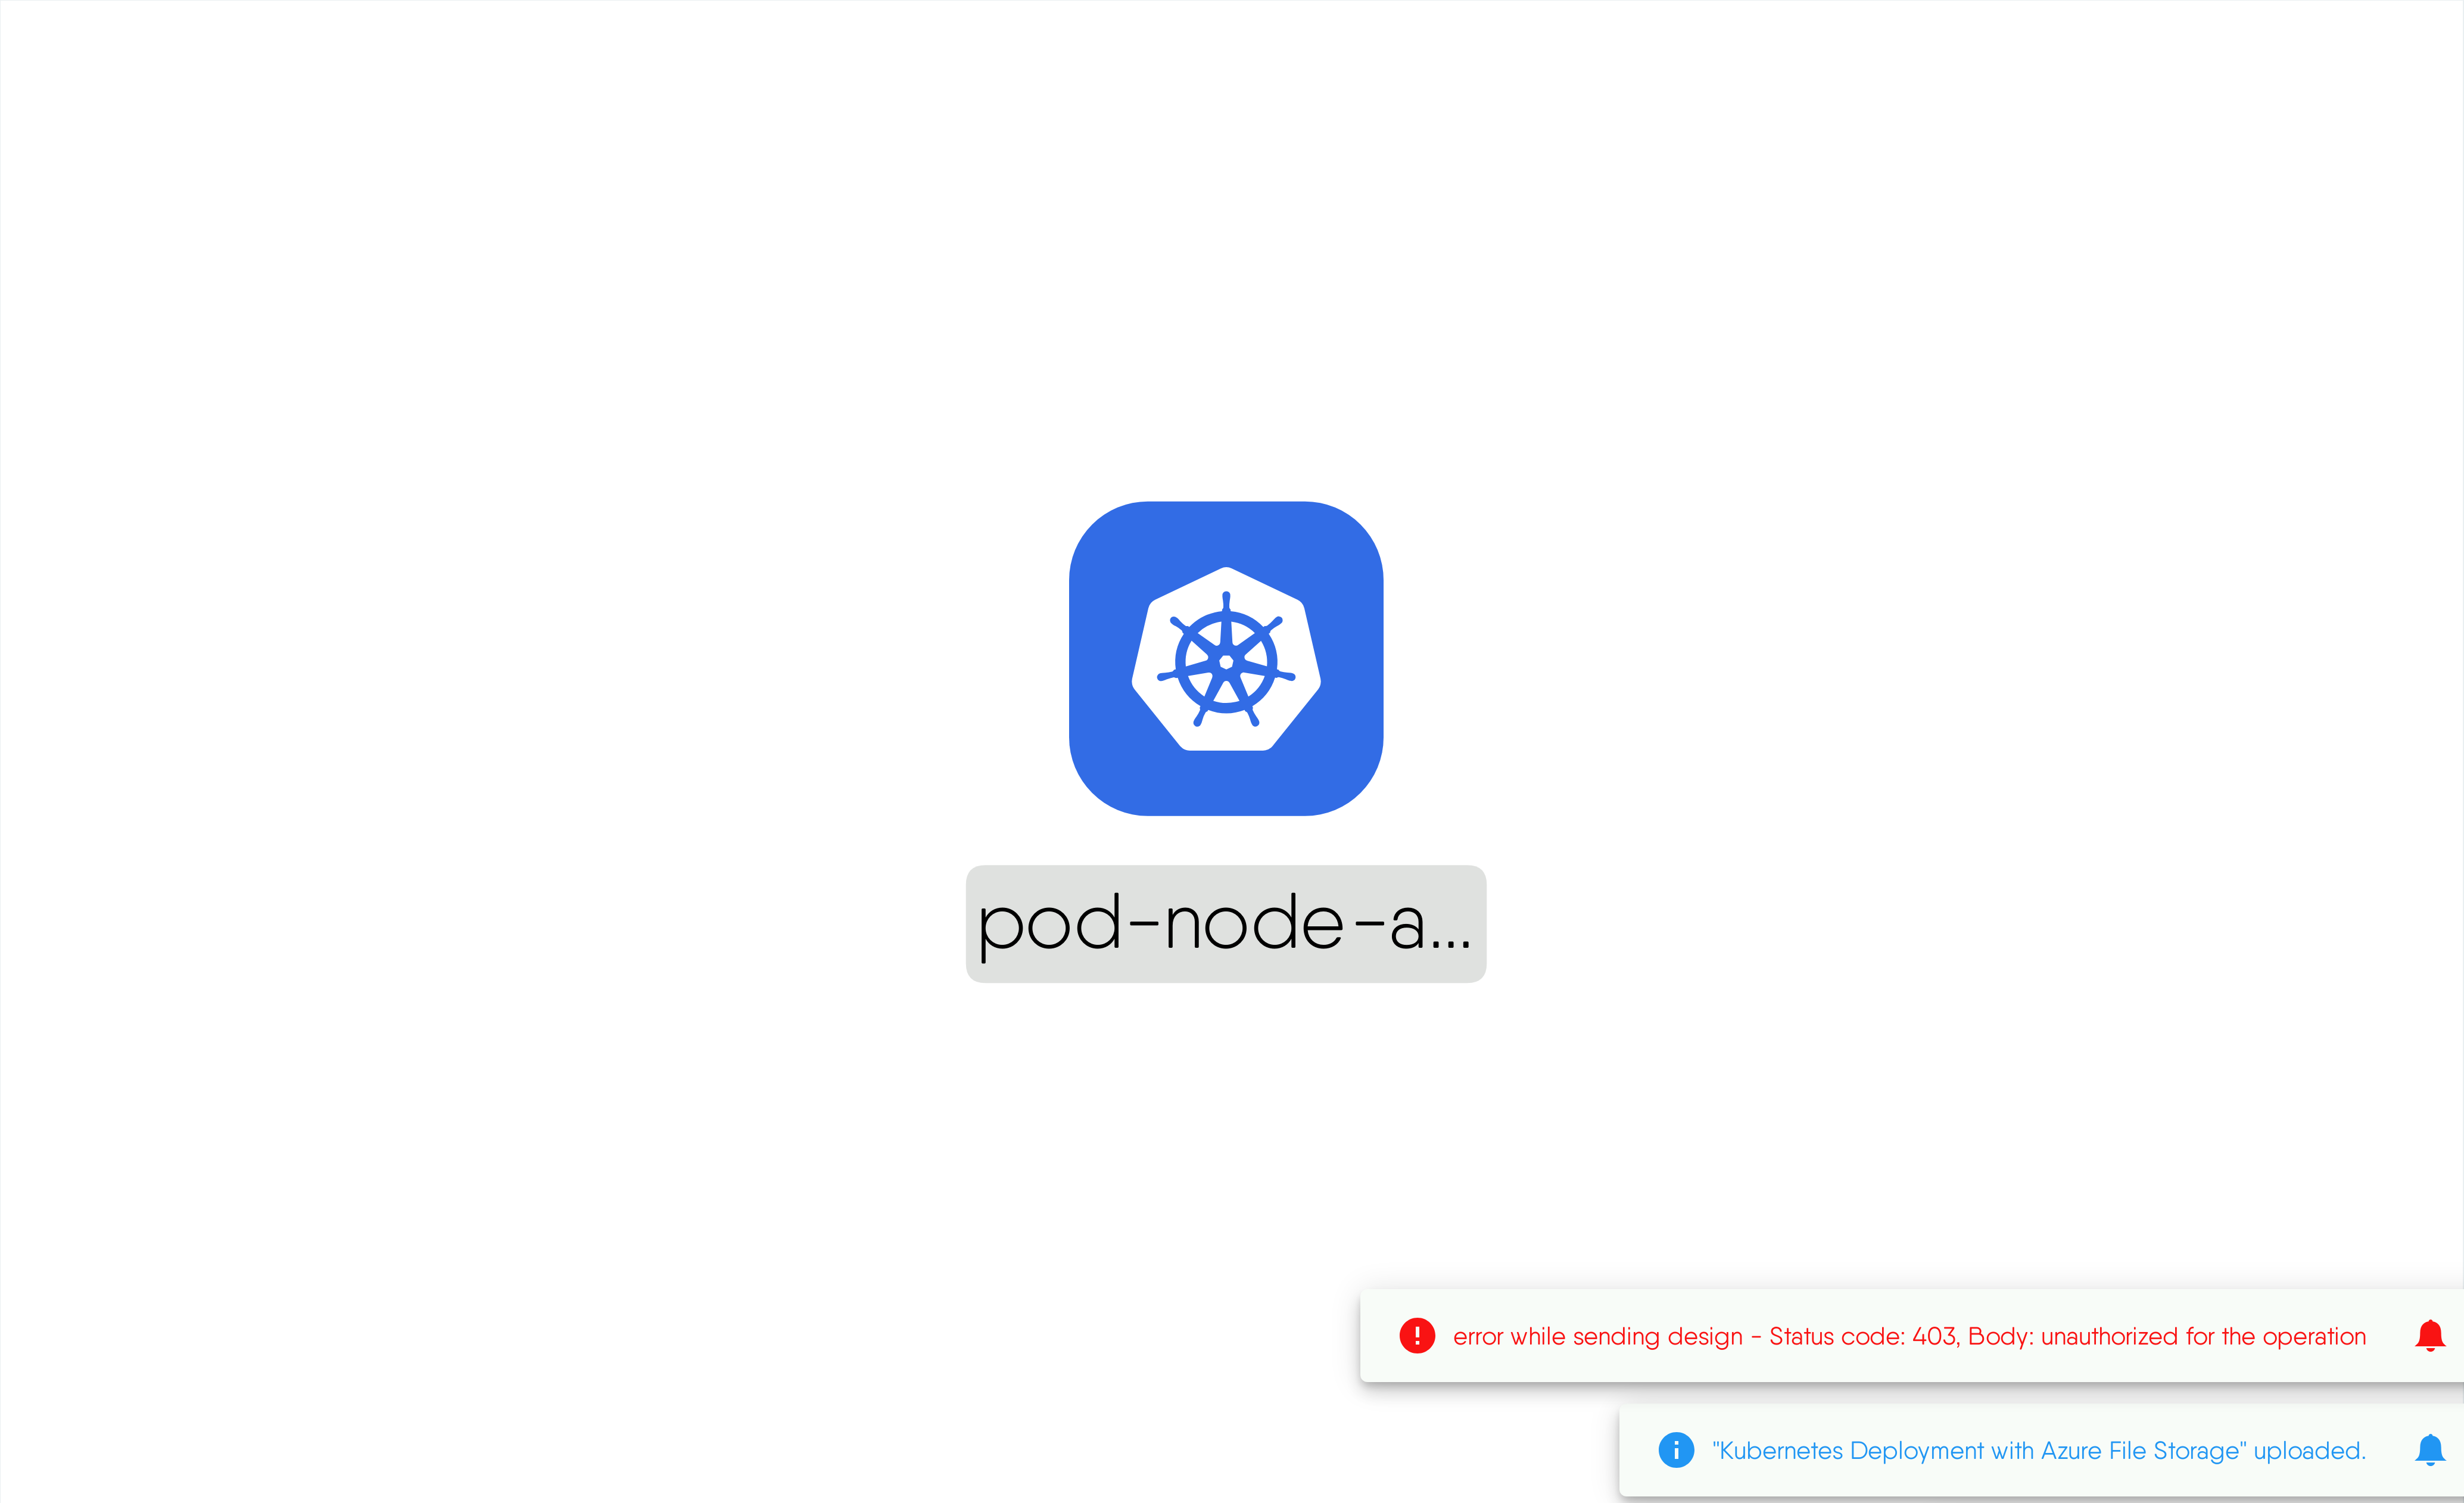 pod-node-a...
error while sending design - Status code: 403, Body: unauthorized for the operation
"Kubernetes Deployment with Azure File Storage" uploaded.